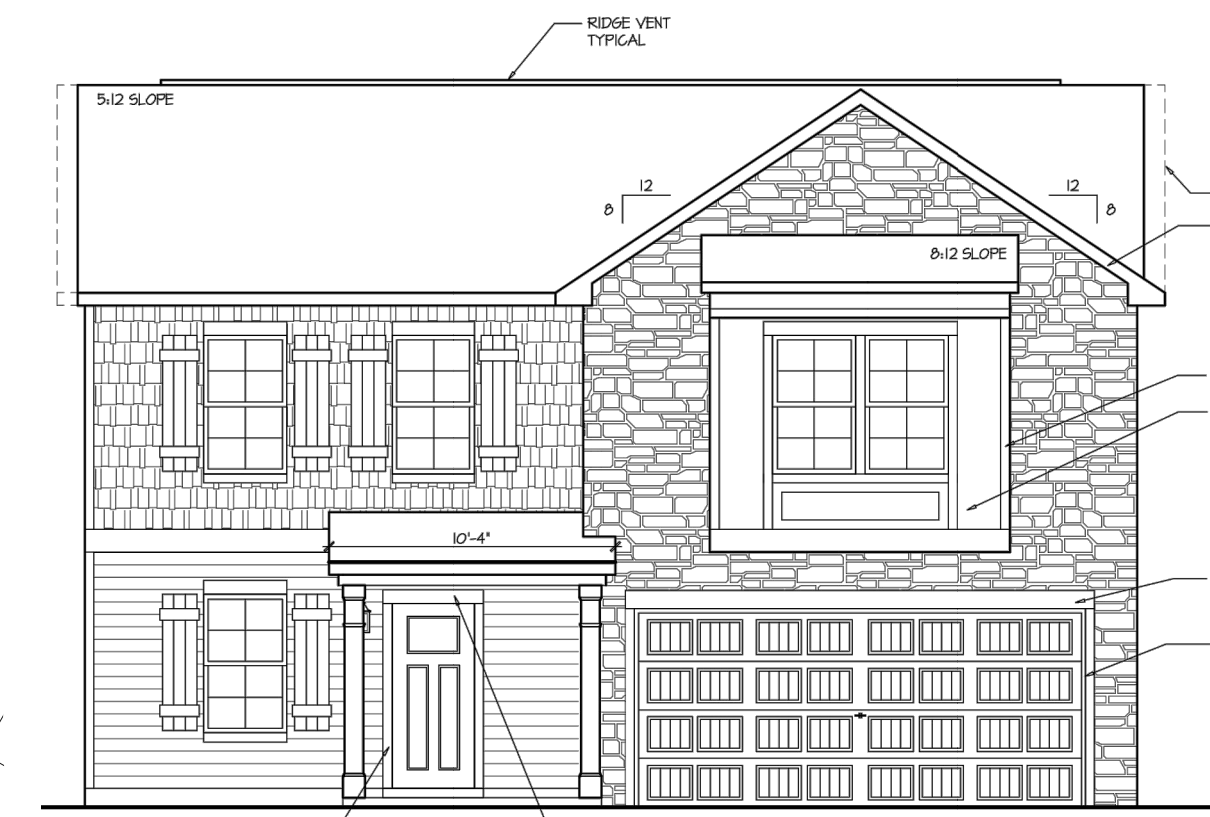 RIDGE VENT
TYPICAL
5:12 SLOPE
12
8
12
8
8:12 SLOPE
10'-4"